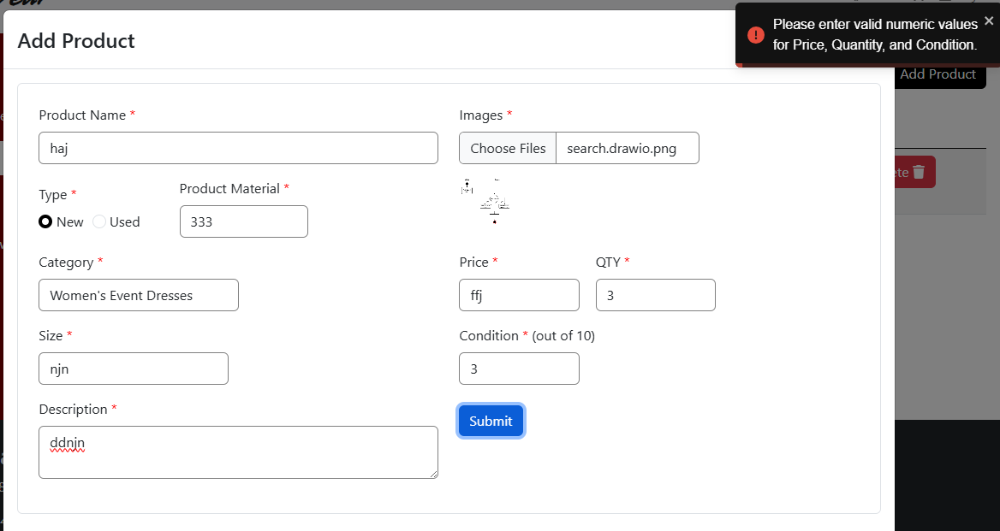 Please enter valid numeric values
for Price, Quantity, and Condition.
Add Product
Add Product
Product Name *
haj
Images *
Choose Files search.drawio.png
Type *
New Used
Product Material *
333
Category *
Women's Event Dresses
Price *
ffj
QTY *
3
Size *
njn
Condition * (out of 10)
3
Description *
ddnjn
Submit
ete